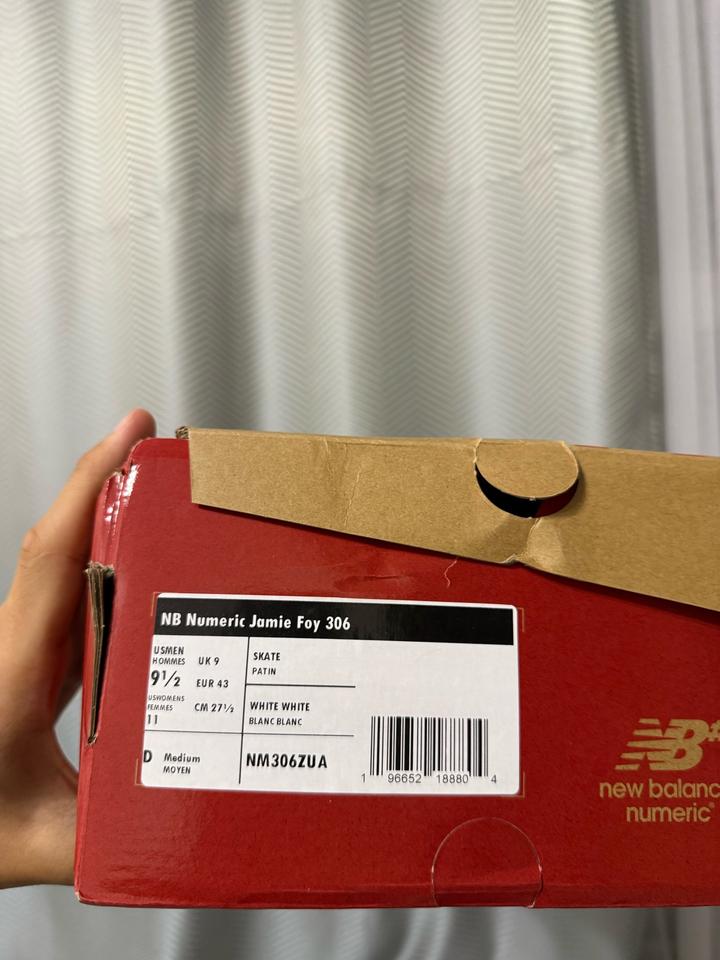 NB Numeric Jamie Foy 306
USMEN
HOMMES
9½
USWOMENS
FEMMES
11
UK 9
EUR 43
CM 27½
SKATE
PATIN
WHITE WHITE
BLANC BLANC
D Medium
MOYEN
NM306ZUA
1 96652 18880 4
NB
new balanc
numeric